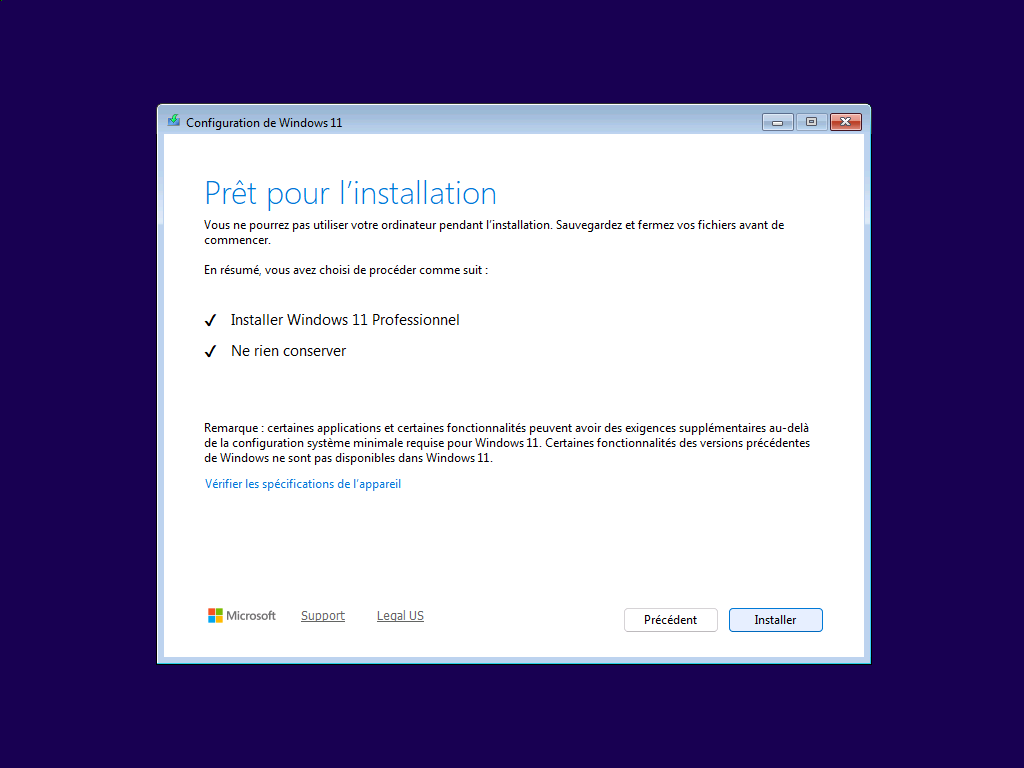 Configuration de Windows 11
Prêt pour l'installation
Vous ne pourrez pas utiliser votre ordinateur pendant l'installation. Sauvegardez et fermez vos fichiers avant de
commencer.
En résumé, vous avez choisi de procéder comme suit :
Installer Windows 11 Professionnel
Ne rien conserver
Remarque : certaines applications et certaines fonctionnalités peuvent avoir des exigences supplémentaires au-delà
de la configuration système minimale requise pour Windows 11. Certaines fonctionnalités des versions précédentes
de Windows ne sont pas disponibles dans Windows 11.
Vérifier les spécifications de l'appareil
Microsoft Support Legal US Précédent Installer